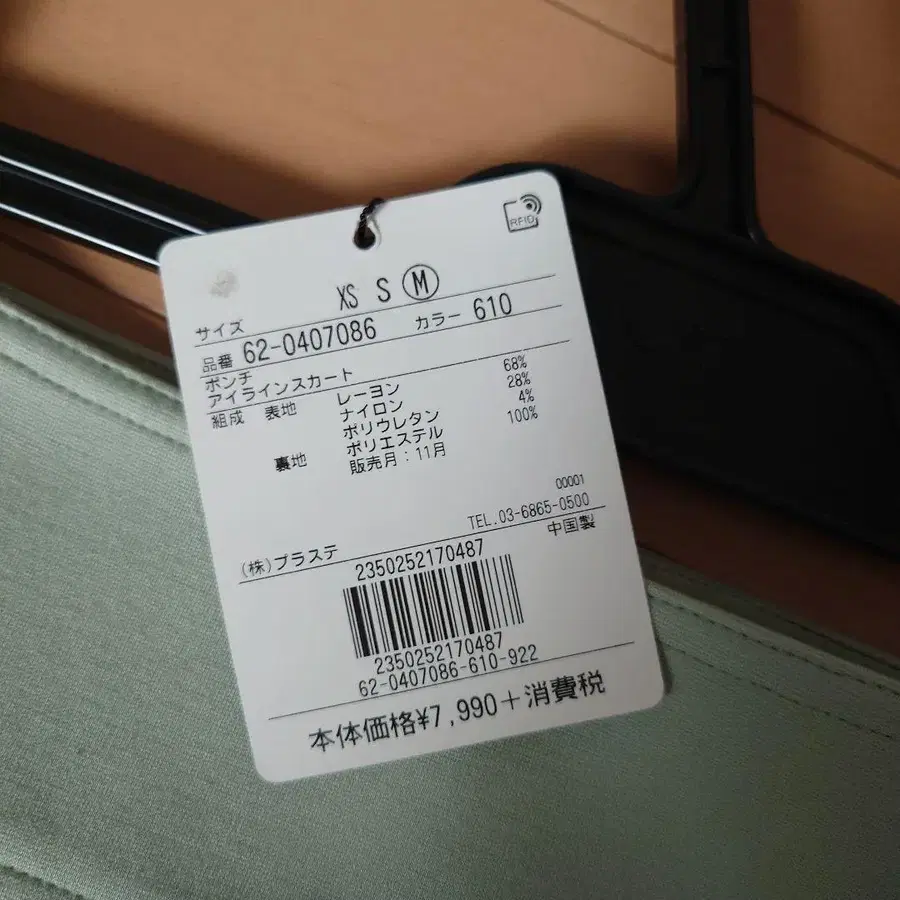 RFID
サイズ XS S M
品番 62-0407086 カラー 610
ポンチ
アイラインスカート
組成 表地 レーヨン 68%
ナイロン 28%
ポリウレタン 4%
裏地 ポリエステル 100%
販売月:11月
00001
TEL.03-6865-0500
(株)プラステ 中国製
2350252170487
2350252170487
62-0407086-610-922
本体価格¥7,990+消費税